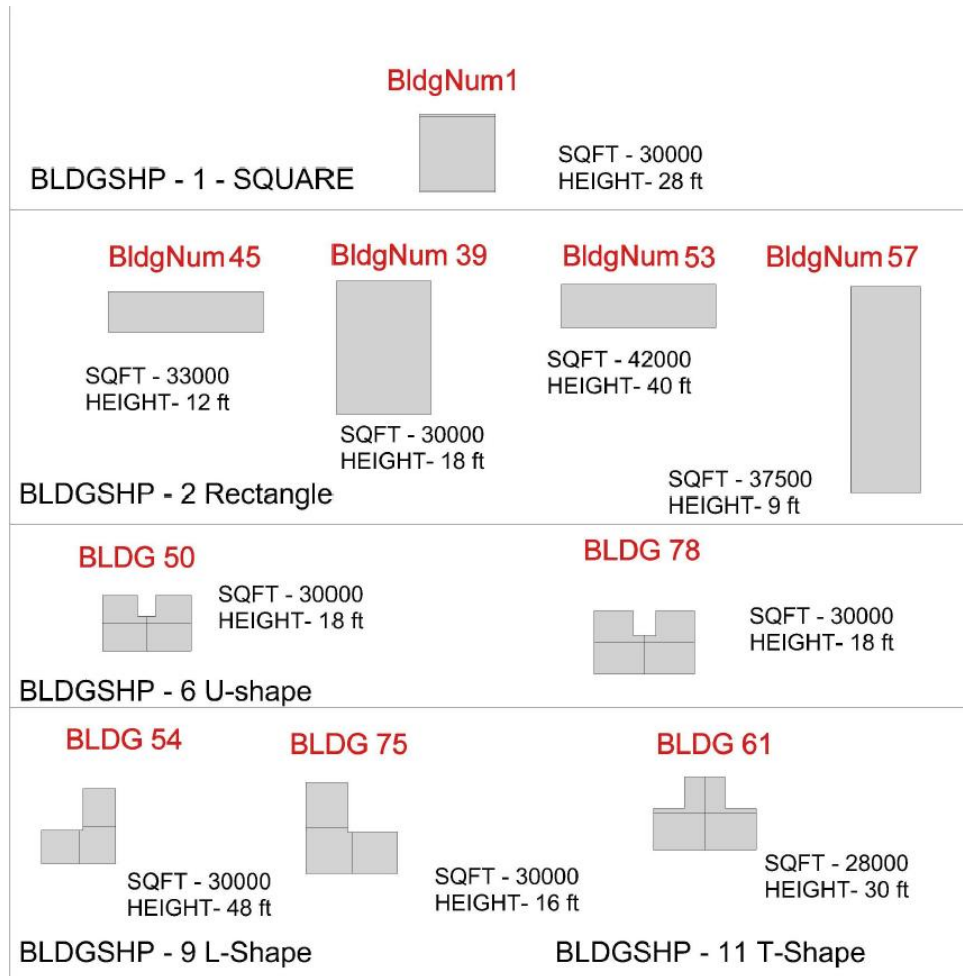 BldgNum1
SQFT - 30000
HEIGHT- 28 ft
BLDGSHP - 1 - SQUARE
BldgNum 45
BldgNum 39
BldgNum 53
BldgNum 57
SQFT - 33000
HEIGHT- 12 ft
SQFT - 30000
HEIGHT- 18 ft
SQFT - 42000
HEIGHT- 40 ft
SQFT - 37500
HEIGHT- 9 ft
BLDGSHP - 2 Rectangle
BLDG 50
SQFT - 30000
HEIGHT- 18 ft
BLDG 78
SQFT - 30000
HEIGHT- 18 ft
BLDGSHP - 6 U-shape
BLDG 54
BLDG 75
BLDG 61
SQFT - 30000
HEIGHT- 48 ft
SQFT - 30000
HEIGHT- 16 ft
SQFT - 28000
HEIGHT- 30 ft
BLDGSHP - 9 L-Shape
BLDGSHP - 11 T-Shape